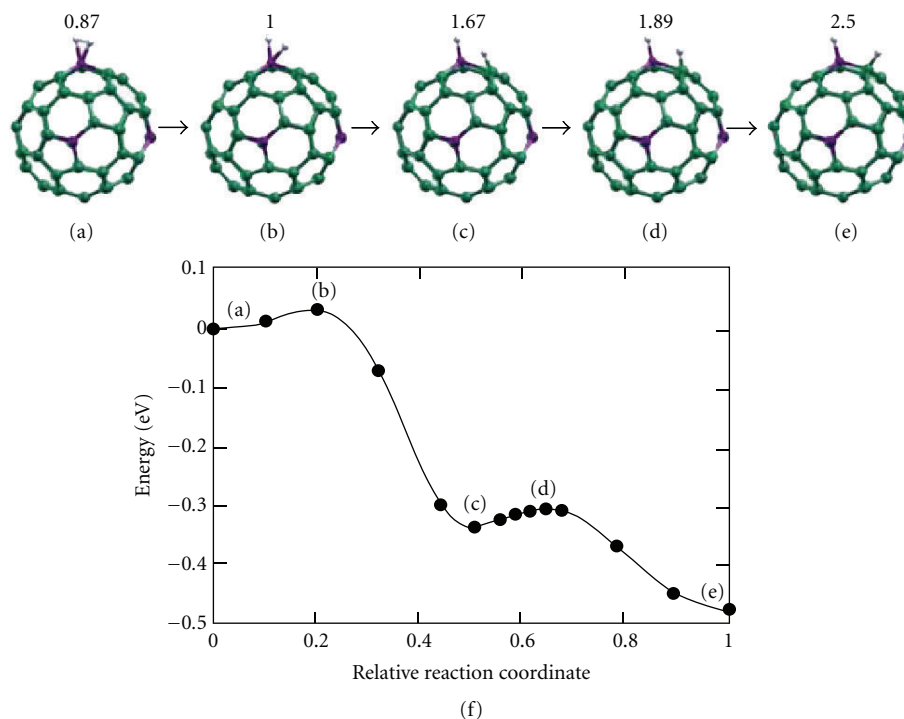 0.87 1 1.67 1.89 2.5
(a) (b) (c) (d) (e)
0.1
0
−0.1
−0.2
−0.3
−0.4
−0.5
Energy (eV)
(a)
(b)
(c)
(d)
(e)
0 0.2 0.4 0.6 0.8 1
Relative reaction coordinate
(f)